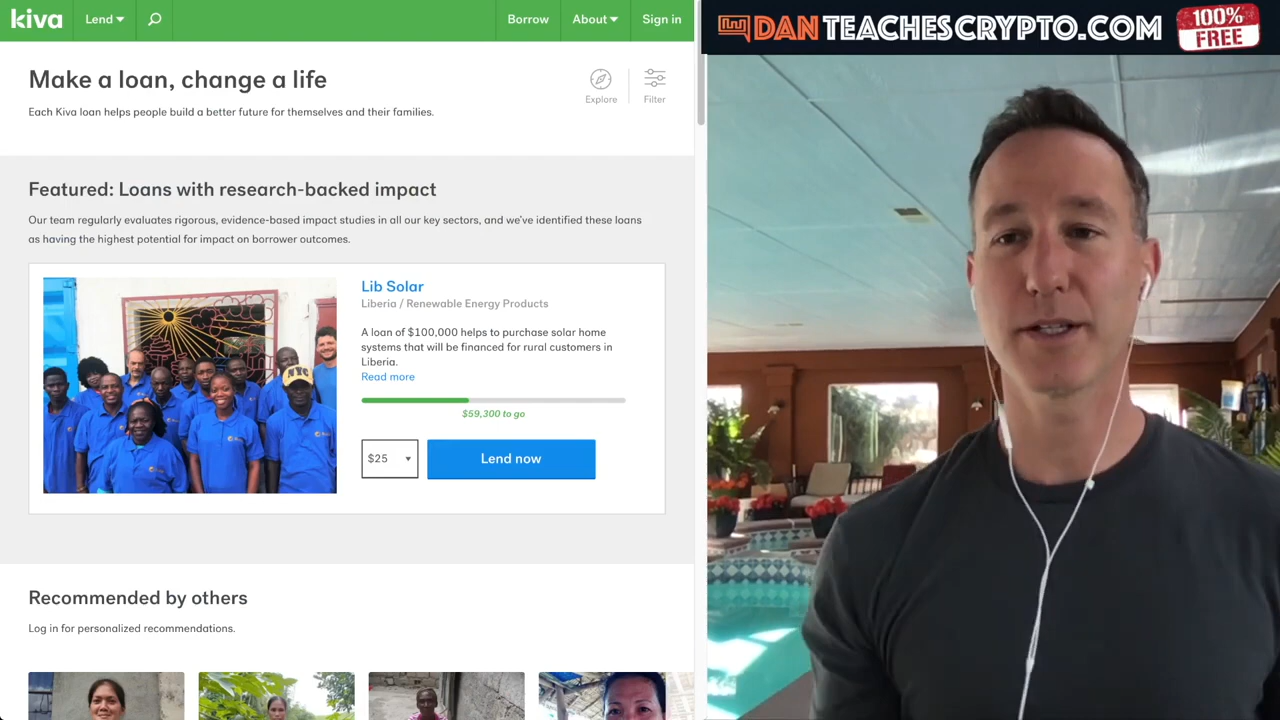 kiva
Lend
Borrow
About
Sign in
Make a loan, change a life
Each Kiva loan helps people build a better future for themselves and their families.
Explore
Filter
Featured: Loans with research-backed impact
Our team regularly evaluates rigorous, evidence-based impact studies in all our key sectors, and we've identified these loans
as having the highest potential for impact on borrower outcomes.
Lib Solar
Liberia / Renewable Energy Products
A loan of $100,000 helps to purchase solar home
systems that will be financed for rural customers in
Liberia.
Read more
$59,300 to go
$25
Lend now
Recommended by others
Log in for personalized recommendations.
DANTEACHESCRYPTO.COM
100%
FREE